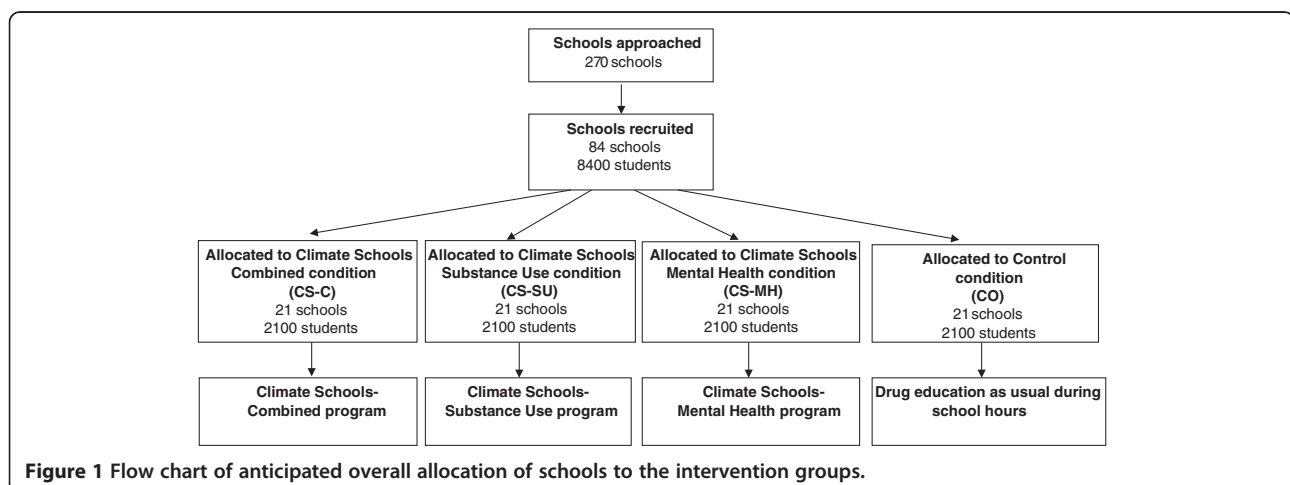 Schools approached
270 schools
Schools recruited
84 schools
8400 students
Allocated to Climate Schools
Combined condition
(CS-C)
21 schools
2100 students
Allocated to Climate Schools
Substance Use condition
(CS-SU)
21 schools
2100 students
Allocated to Climate Schools
Mental Health condition
(CS-MH)
21 schools
2100 students
Allocated to Control
condition
(CO)
21 schools
2100 students
Climate Schools-
Combined program
Climate Schools-
Substance Use program
Climate Schools-
Mental Health program
Drug education as usual during
school hours
Figure 1 Flow chart of anticipated overall allocation of schools to the intervention groups.